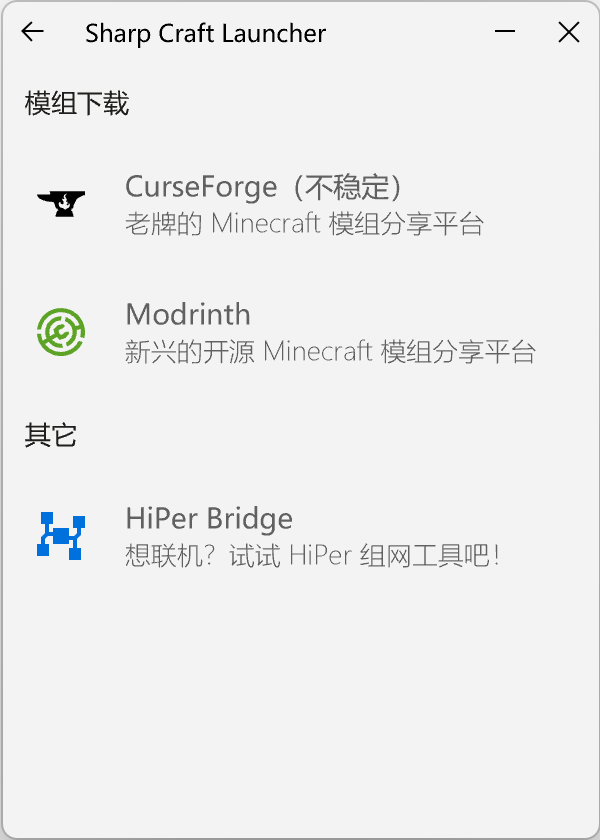 Sharp Craft Launcher
模组下载
CurseForge（不稳定）
老牌的 Minecraft 模组分享平台
Modrinth
新兴的开源 Minecraft 模组分享平台
其它
HiPer Bridge
想联机？试试 HiPer 组网工具吧！